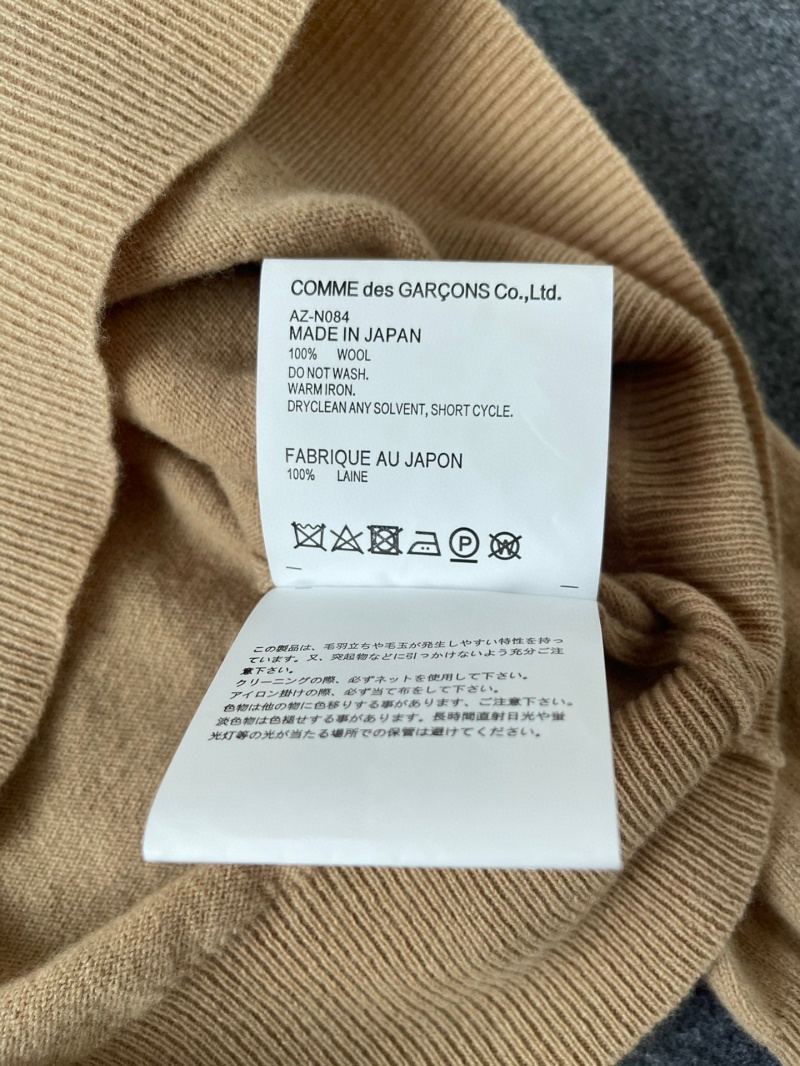 COMME des GARÇONS Co.,Ltd.
AZ-N084
MADE IN JAPAN
100% WOOL
DO NOT WASH.
WARM IRON.
DRYCLEAN ANY SOLVENT, SHORT CYCLE.
FABRIQUE AU JAPON
100% LAINE
P
W
この製品は、毛羽立ちや毛玉が発生しやすい特性を持っ
ています。又、突起物などに引っかけないよう充分ご注
意下さい。
クリーニングの際、必ずネットを使用して下さい。
アイロン掛けの際、必ず当て布をして下さい。
色物は他の物に色移りする事があります、ご注意下さい。
淡色物は色褪せする事があります。長時間直射日光や蛍
光灯等の光が当たる場所での保管は避けてください。